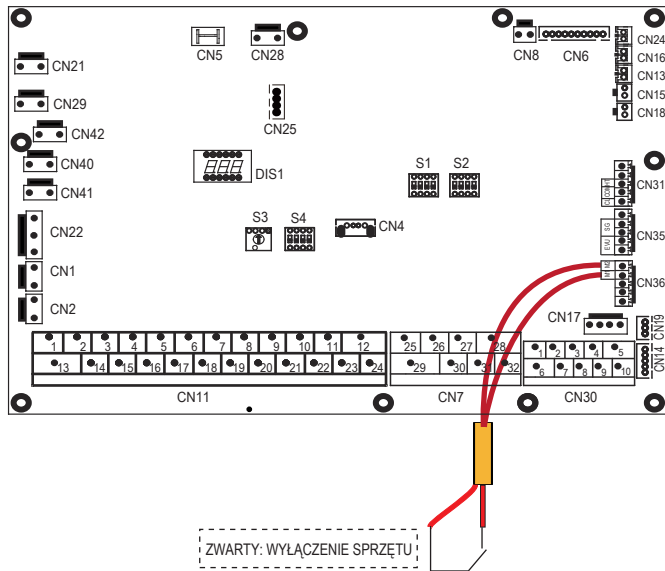 CN21
CN5
CN28
CN8
CN6
CN24
CN16
CN13
CN15
CN18
CN29
CN42
CN25
CN40
CN41
DIS1
S1
S2
CN31
CN22
S3
S4
CN4
SG
EVU
CN35
CN1
M1 M2
CN36
CN2
CN17
CN19
CN14
1 2 3 4 5 6 7 8 9 10 11 12
13 14 15 16 17 18 19 20 21 22 23 24
25 26 27 28
29 30 31 32
1 2 3 4 5
6 7 8 9 10
CN11
CN7
CN30
ZWARTY: WYŁĄCZENIE SPRZĘTU